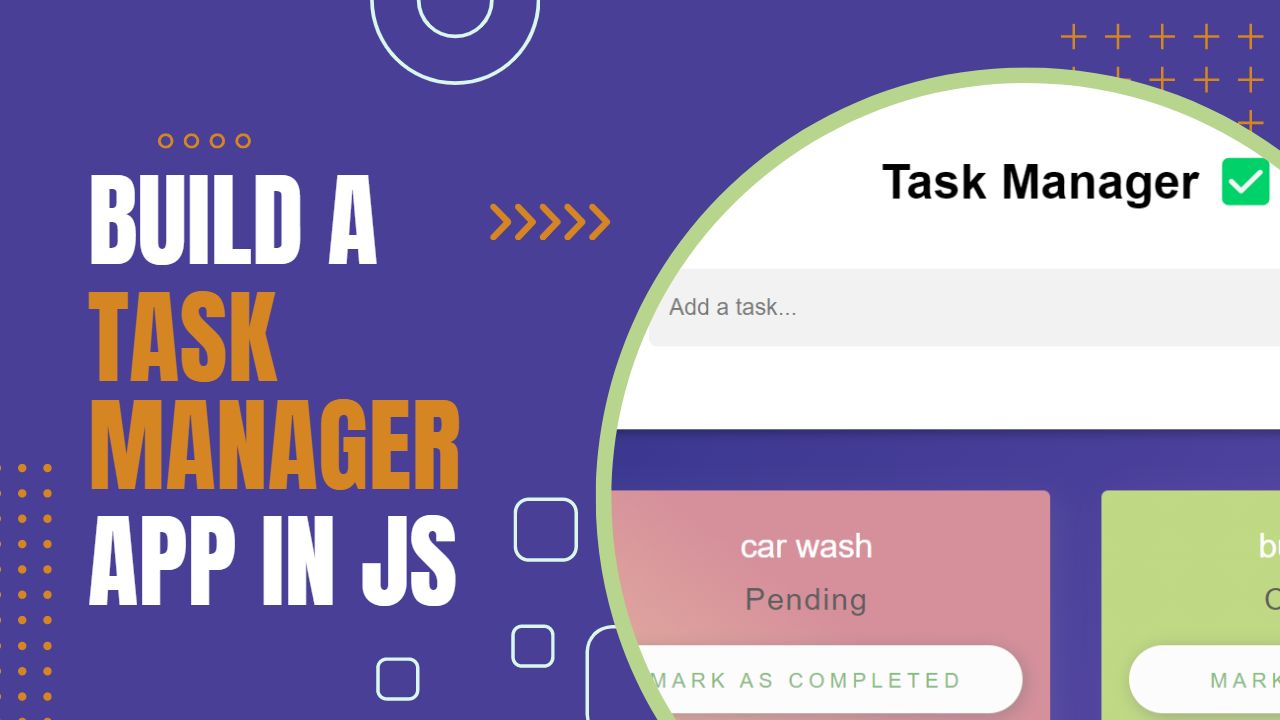 BUILD A
TASK
MANAGER
APP IN JS
Task Manager
Add a task...
car wash
Pending
MARK AS COMPLETED